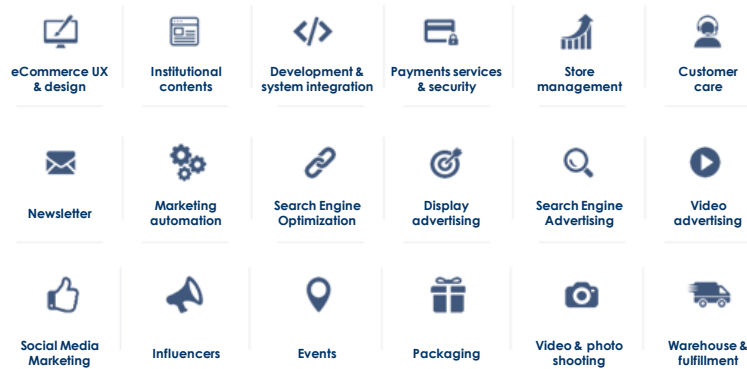 eCommerce UX
& design
Institutional
contents
Development &
system integration
Payments services
& security
Store
management
Customer
care
Newsletter
Marketing
automation
Search Engine
Optimization
Display
advertising
Search Engine
Advertising
Video
advertising
Social Media
Marketing
Influencers
Events
Packaging
Video & photo
shooting
Warehouse &
fulfillment